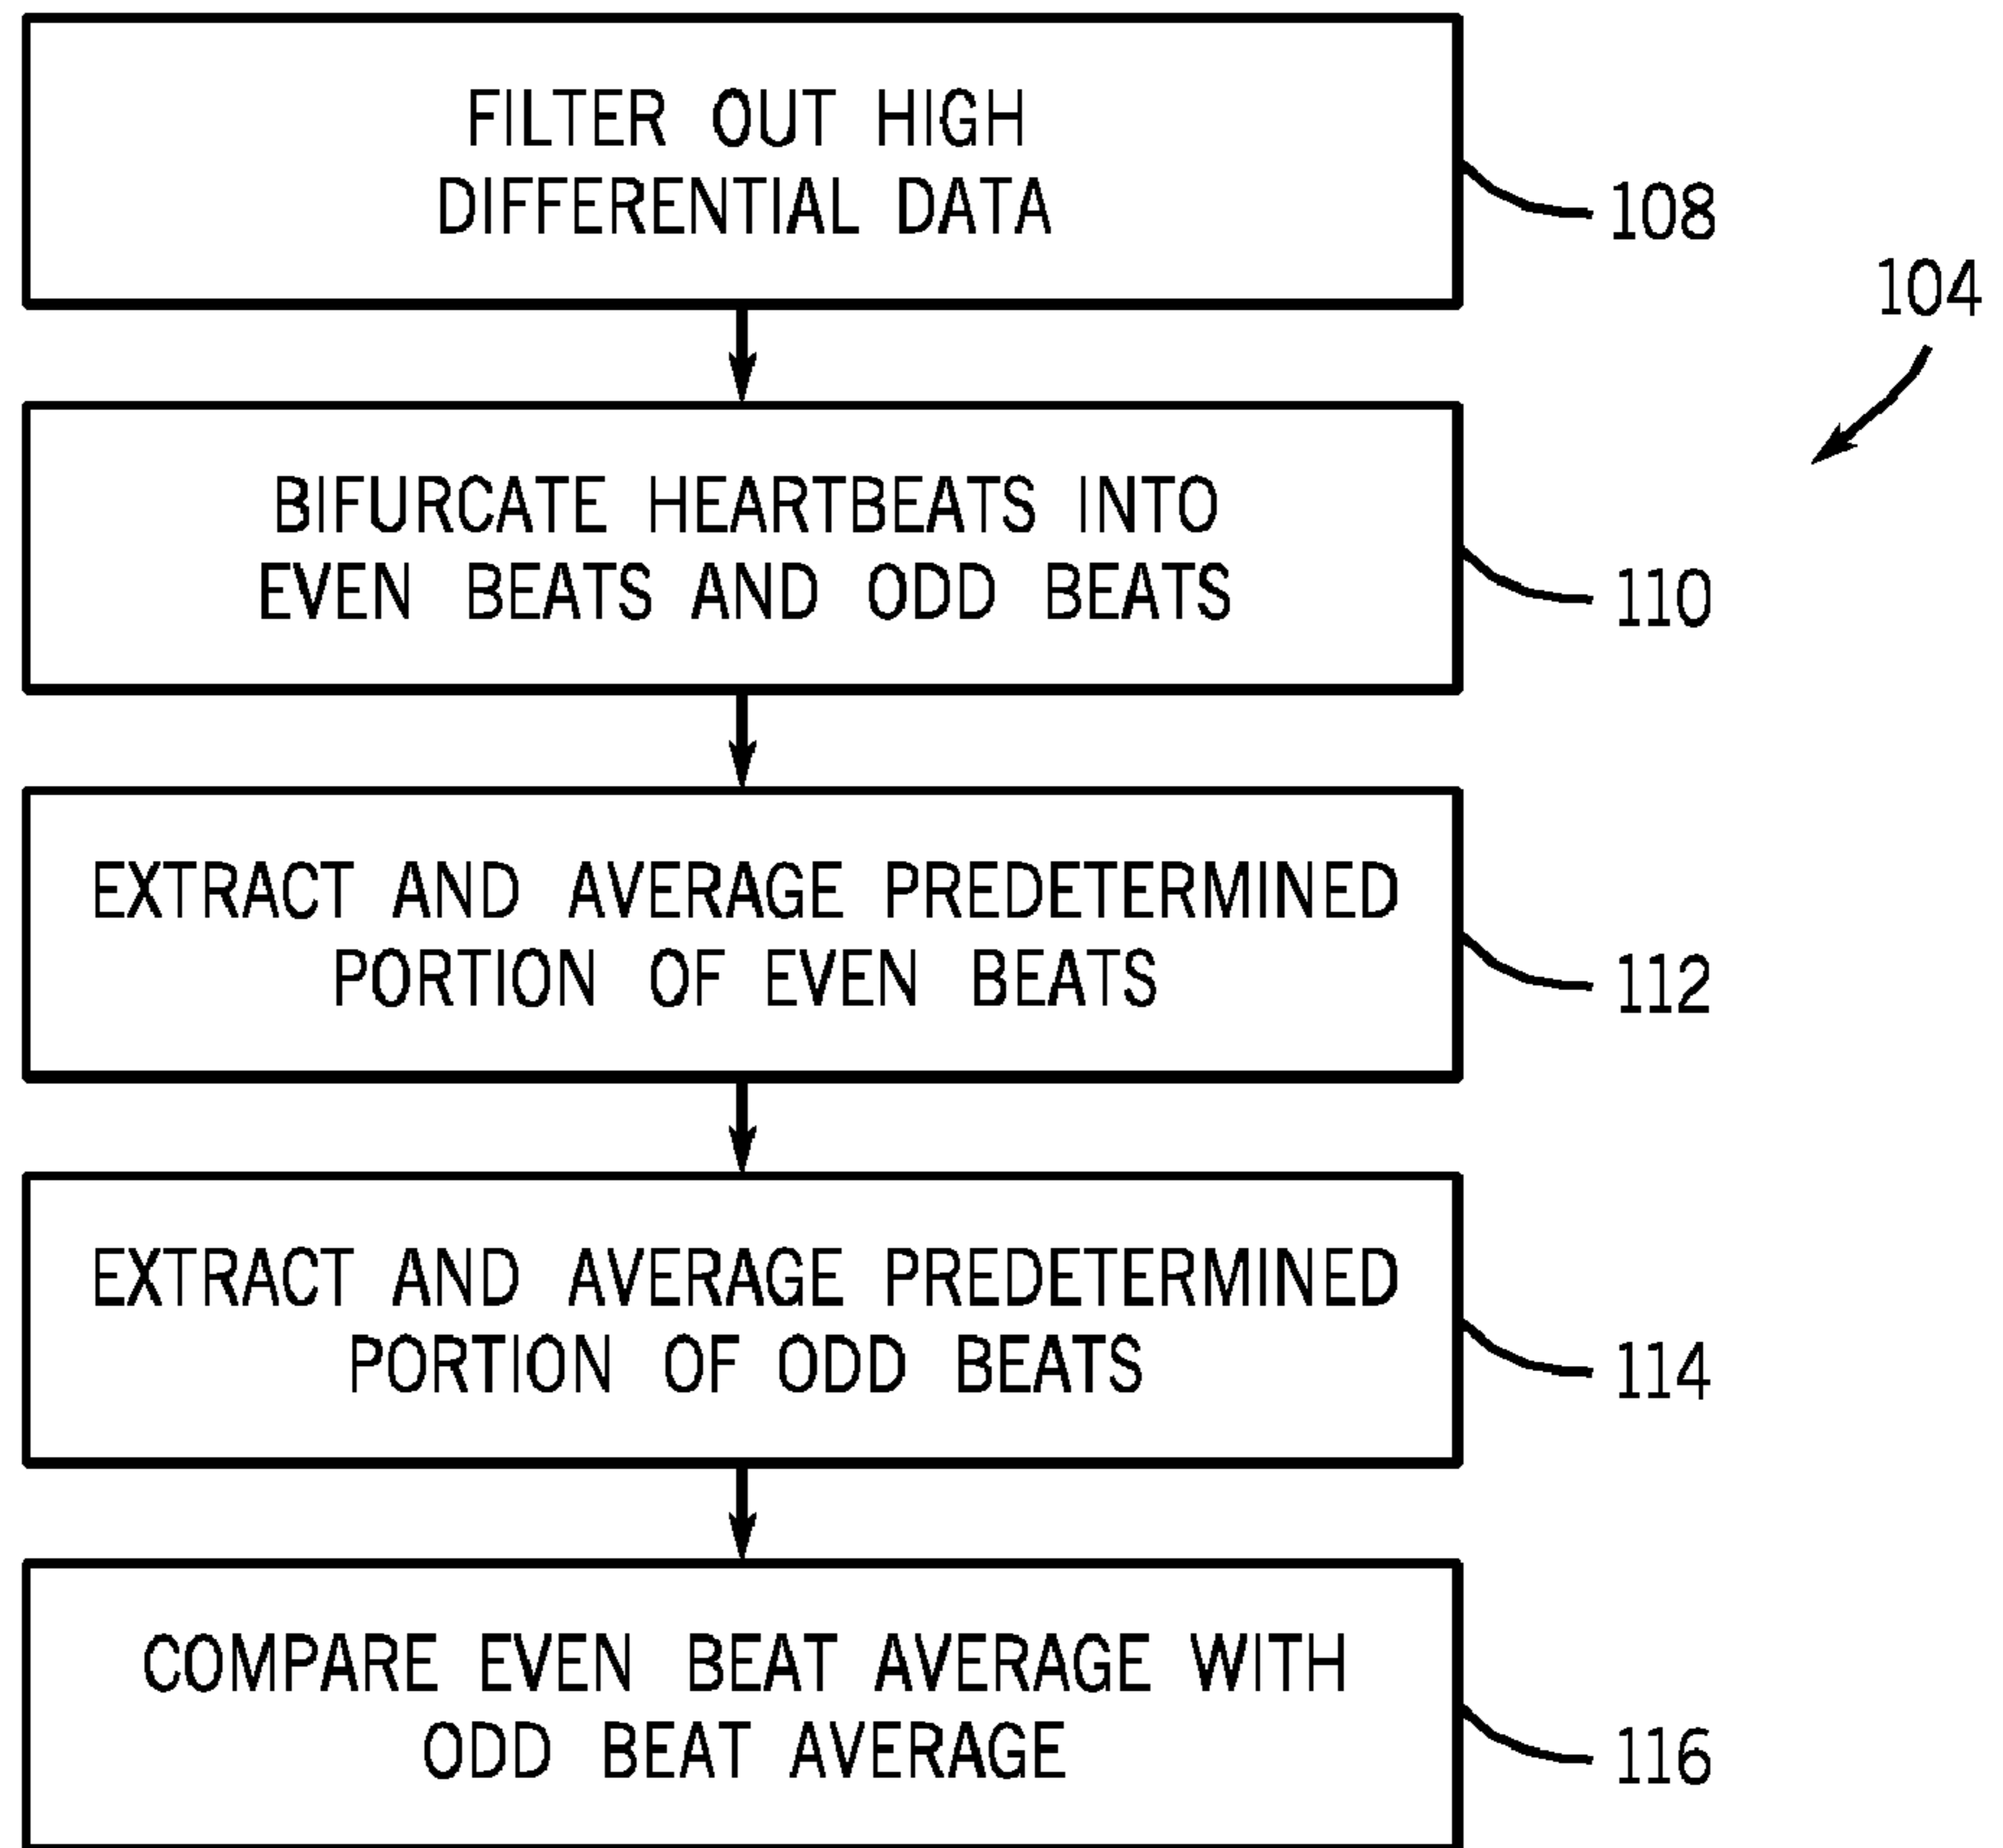 FILTER OUT HIGH
DIFFERENTIAL DATA
108
104
BIFURCATE HEARTBEATS INTO
EVEN BEATS AND ODD BEATS
110
EXTRACT AND AVERAGE PREDETERMINED
PORTION OF EVEN BEATS
112
EXTRACT AND AVERAGE PREDETERMINED
PORTION OF ODD BEATS
114
COMPARE EVEN BEAT AVERAGE WITH
ODD BEAT AVERAGE
116